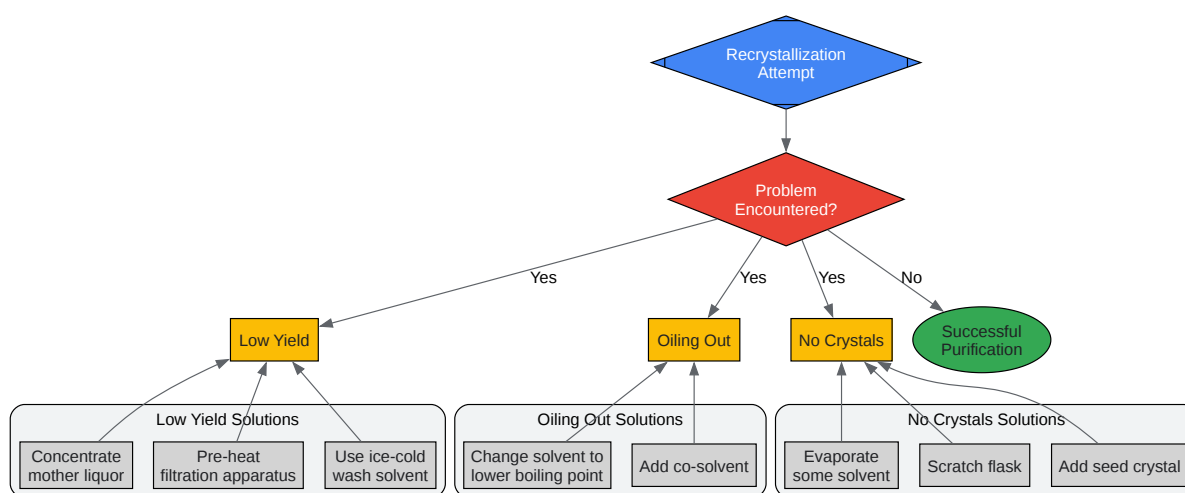 Recrystallization
Attempt
Problem
Encountered?
Yes
Yes
Yes
No
Low Yield
Oiling Out
No Crystals
Successful
Purification
Low Yield Solutions
Oiling Out Solutions
No Crystals Solutions
Concentrate
mother liquor
Pre-heat
filtration apparatus
Use ice-cold
wash solvent
Change solvent to
lower boiling point
Add co-solvent
Evaporate
some solvent
Scratch flask
Add seed crystal